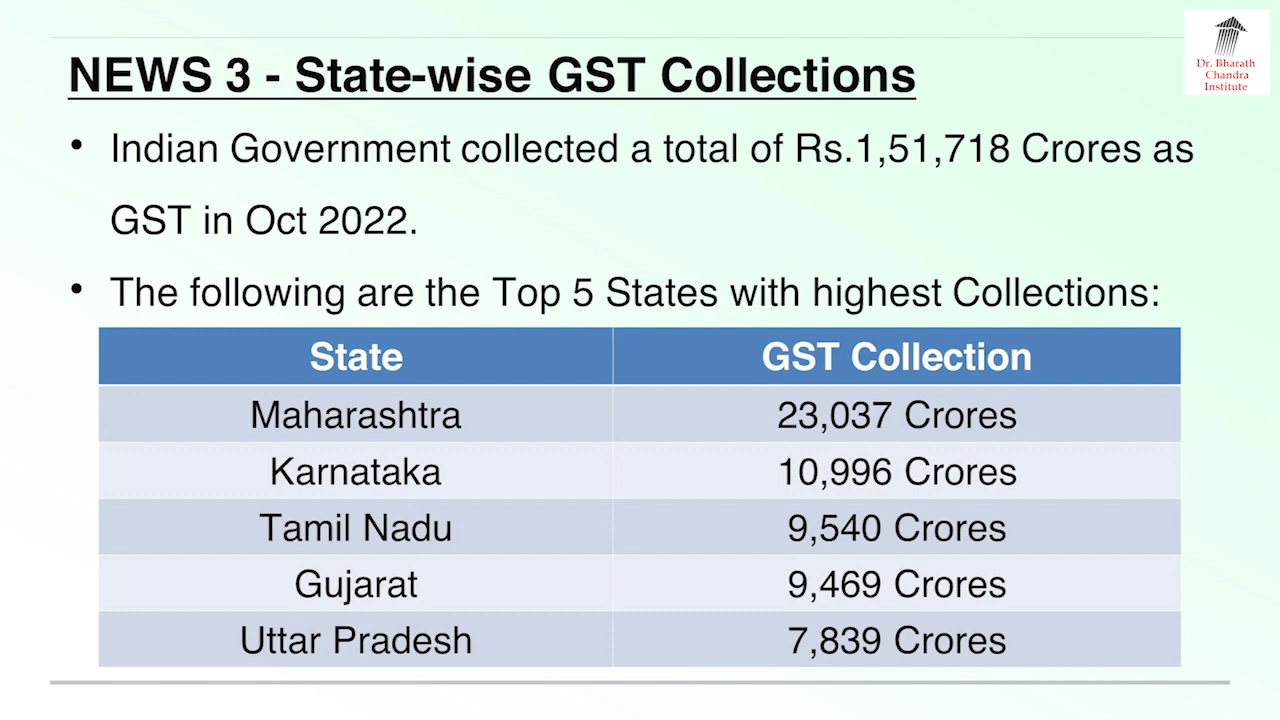 Dr. Bharath
Chandra
Institute
NEWS 3 - State-wise GST Collections
• Indian Government collected a total of Rs.1,51,718 Crores as
GST in Oct 2022.
• The following are the Top 5 States with highest Collections:
State GST Collection
Maharashtra 23,037 Crores
Karnataka 10,996 Crores
Tamil Nadu 9,540 Crores
Gujarat 9,469 Crores
Uttar Pradesh 7,839 Crores